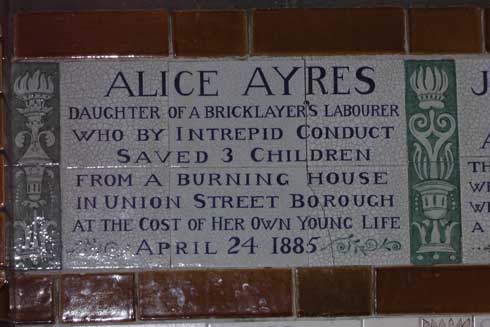 ALICE AYRES
DAUGHTER OF A BRICKLAYER'S LABOURER
WHO BY INTREPID CONDUCT
SAVED 3 CHILDREN
FROM A BURNING HOUSE
IN UNION STREET BOROUGH
AT THE COST OF HER OWN YOUNG LIFE
APRIL 24 1885